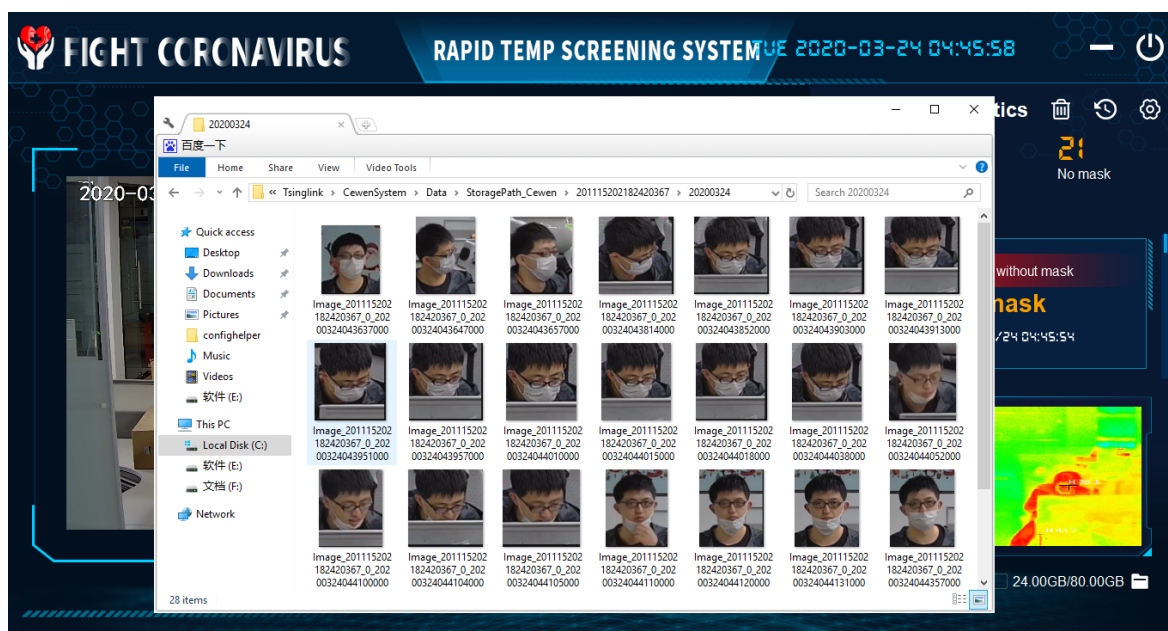 FIGHT CORONAVIRUS
RAPID TEMP SCREENING SYSTEM
TUE 2020-03-24 04:45:58
20200324
百度一下
tics
File Home Share View Video Tools
21
No mask
2020-03
« Tsinglink › CewenSystem › Data › StoragePath_Cewen › 201115202182420367 › 20200324
Search 20200324
Quick access
Desktop
Downloads
Documents
Pictures
confighelper
Music
Videos
软件 (E:)
This PC
Local Disk (C:)
软件 (E:)
文档 (F:)
Network
Image_201115202 Image_201115202 Image_201115202 Image_201115202 Image_201115202 Image_201115202 Image_201115202
182420367_0_202 182420367_0_202 182420367_0_202 182420367_0_202 182420367_0_202 182420367_0_202 182420367_0_202
00324043637000 00324043647000 00324043657000 00324043814000 00324043852000 00324043903000 00324043913000
Image_201115202 Image_201115202 Image_201115202 Image_201115202 Image_201115202 Image_201115202 Image_201115202
182420367_0_202 182420367_0_202 182420367_0_202 182420367_0_202 182420367_0_202 182420367_0_202 182420367_0_202
00324043951000 00324043957000 00324044010000 00324044015000 00324044018000 00324044038000 00324044052000
Image_201115202 Image_201115202 Image_201115202 Image_201115202 Image_201115202 Image_201115202 Image_201115202
182420367_0_202 182420367_0_202 182420367_0_202 182420367_0_202 182420367_0_202 182420367_0_202 182420367_0_202
00324044100000 00324044104000 00324044105000 00324044110000 00324044120000 00324044131000 00324044357000
28 items
without mask
mask
/24 04:45:54
24.00GB/80.00GB